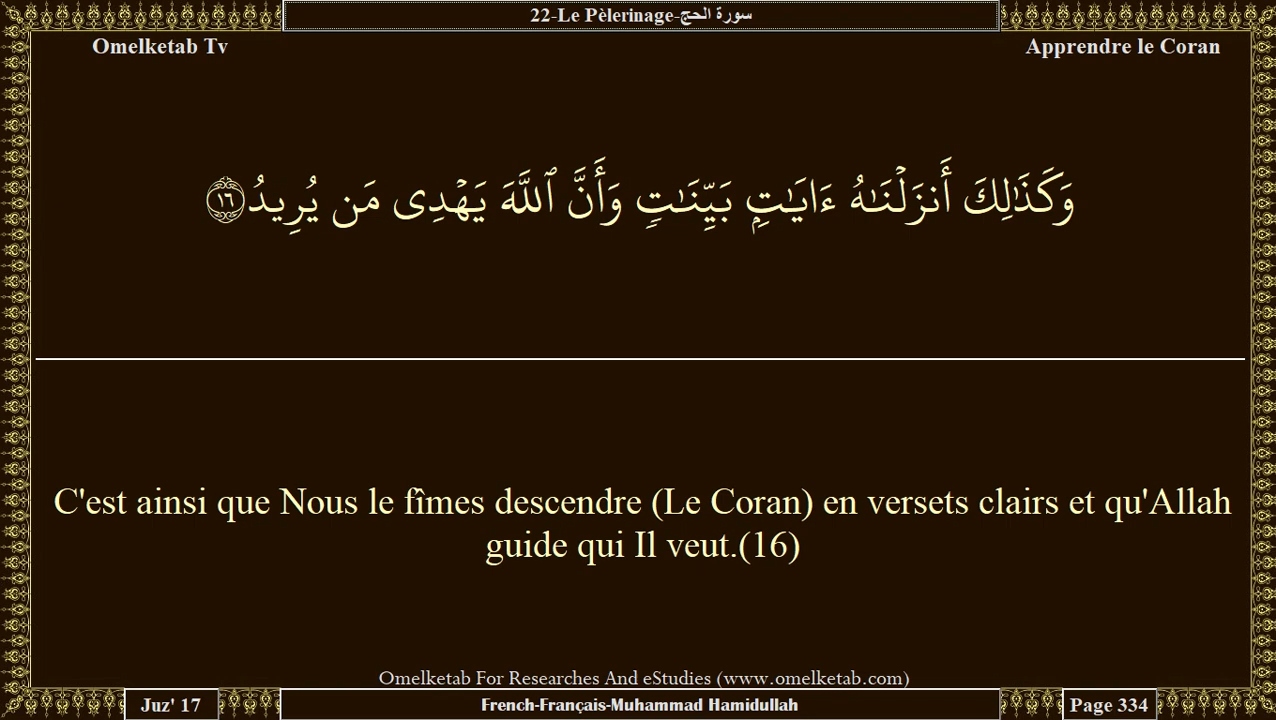 22-Le Pèlerinage-سورة الحج
Omelketab Tv
Apprendre le Coran
وَكَذَٰلِكَ أَنزَلْنَٰهُ ءَايَٰتٍۭ بَيِّنَٰتٍۢ وَأَنَّ ٱللَّهَ يَهْدِى مَن يُرِيدُ ١٦
C'est ainsi que Nous le fîmes descendre (Le Coran) en versets clairs et qu'Allah
guide qui Il veut.(16)
Omelketab For Researches And eStudies (www.omelketab.com)
Juz' 17
French-Français-Muhammad Hamidullah
Page 334